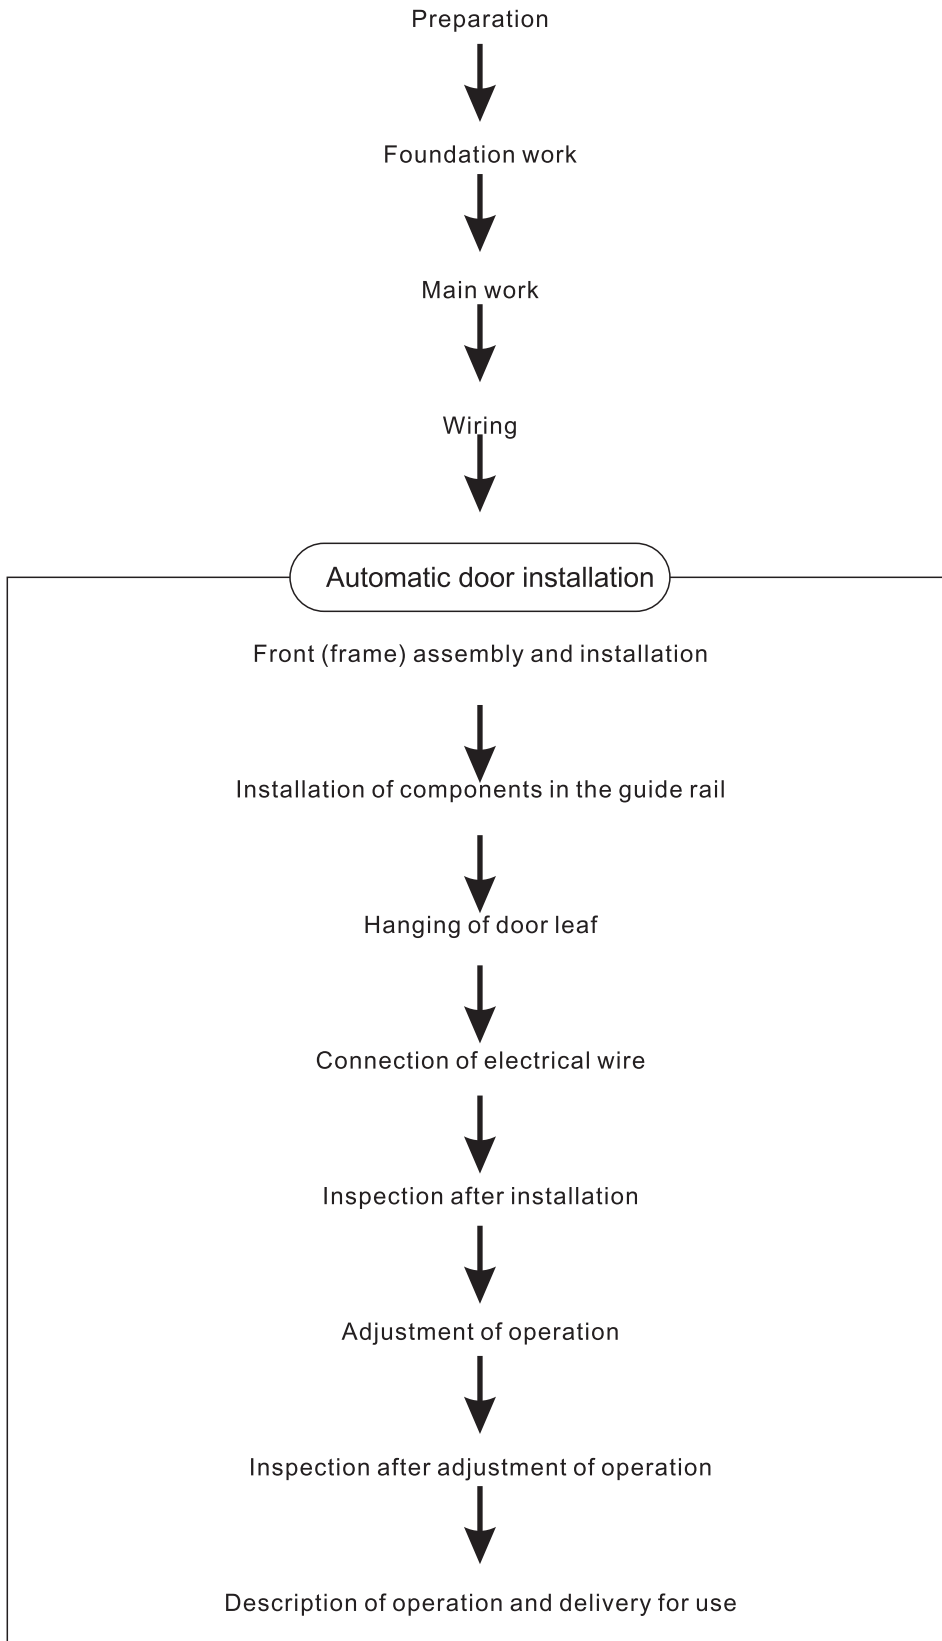 Preparation
Foundation work
Main work
Wiring
Automatic door installation
Front (frame) assembly and installation
Installation of components in the guide rail
Hanging of door leaf
Connection of electrical wire
Inspection after installation
Adjustment of operation
Inspection after adjustment of operation
Description of operation and delivery for use